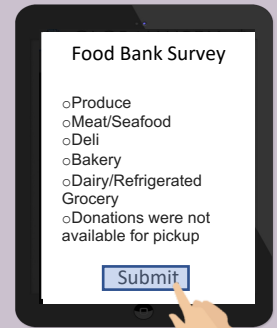 Food Bank Survey
oProduce
oMeat/Seafood
oDeli
oBakery
oDairy/Refrigerated
Grocery
oDonations were not
available for pickup
Submit